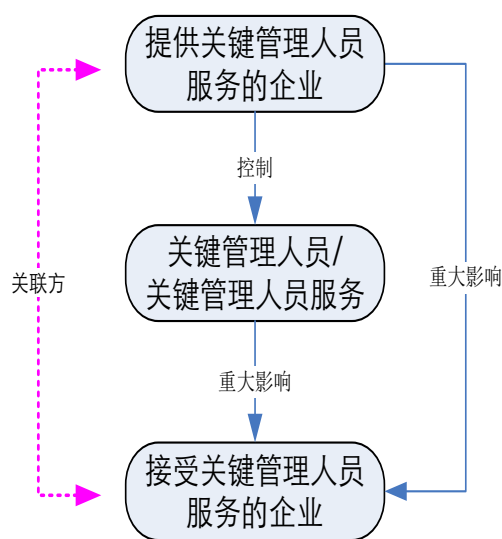 提供关键管理人员
服务的企业
控制
关键管理人员/
关键管理人员服务
关联方
重大影响
重大影响
接受关键管理人员
服务的企业